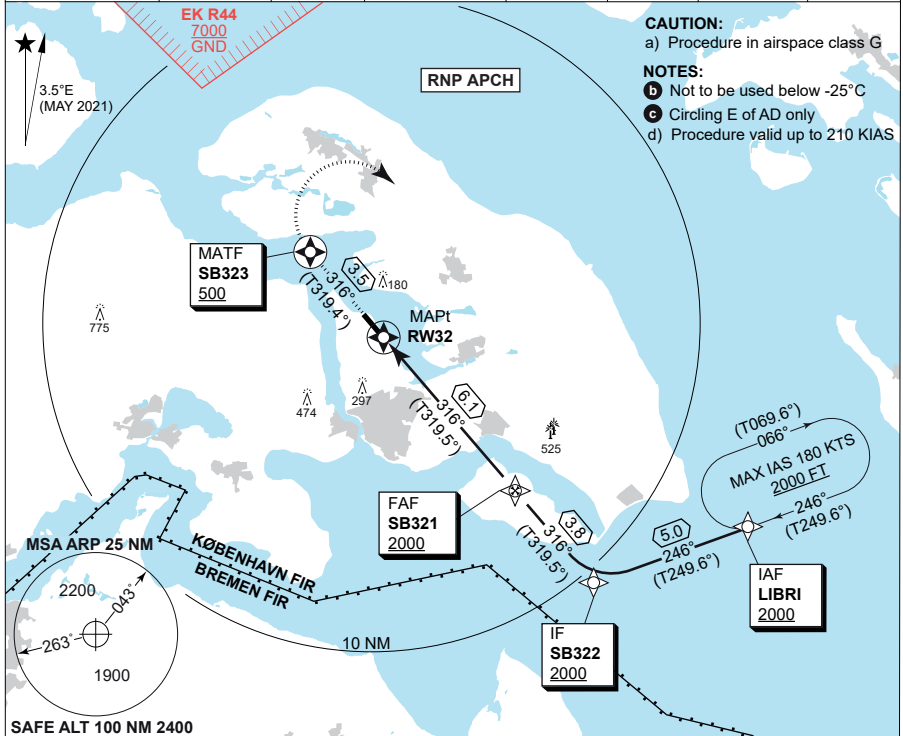 EK R44
7000
GND
CAUTION:
a) Procedure in airspace class G
NOTES:
b Not to be used below -25°C
c Circling E of AD only
d) Procedure valid up to 210 KIAS
3.5°E
(MAY 2021)
RNP APCH
MATF
SB323
500
3.5
316°
(T319.4°)
180
775
MAPt
RW32
474
297
6.1
316°
(T319.5°)
525
(T069.6°)
066°
MAX IAS 180 KTS
2000 FT
246°
(T249.6°)
FAF
SB321
2000
3.8
316°
(T319.5°)
5.0
246°
(T249.6°)
IAF
LIBRI
2000
KØBENHAVN FIR
BREMEN FIR
MSA ARP 25 NM
2200
043°
263°
1900
10 NM
IF
SB322
2000
SAFE ALT 100 NM 2400